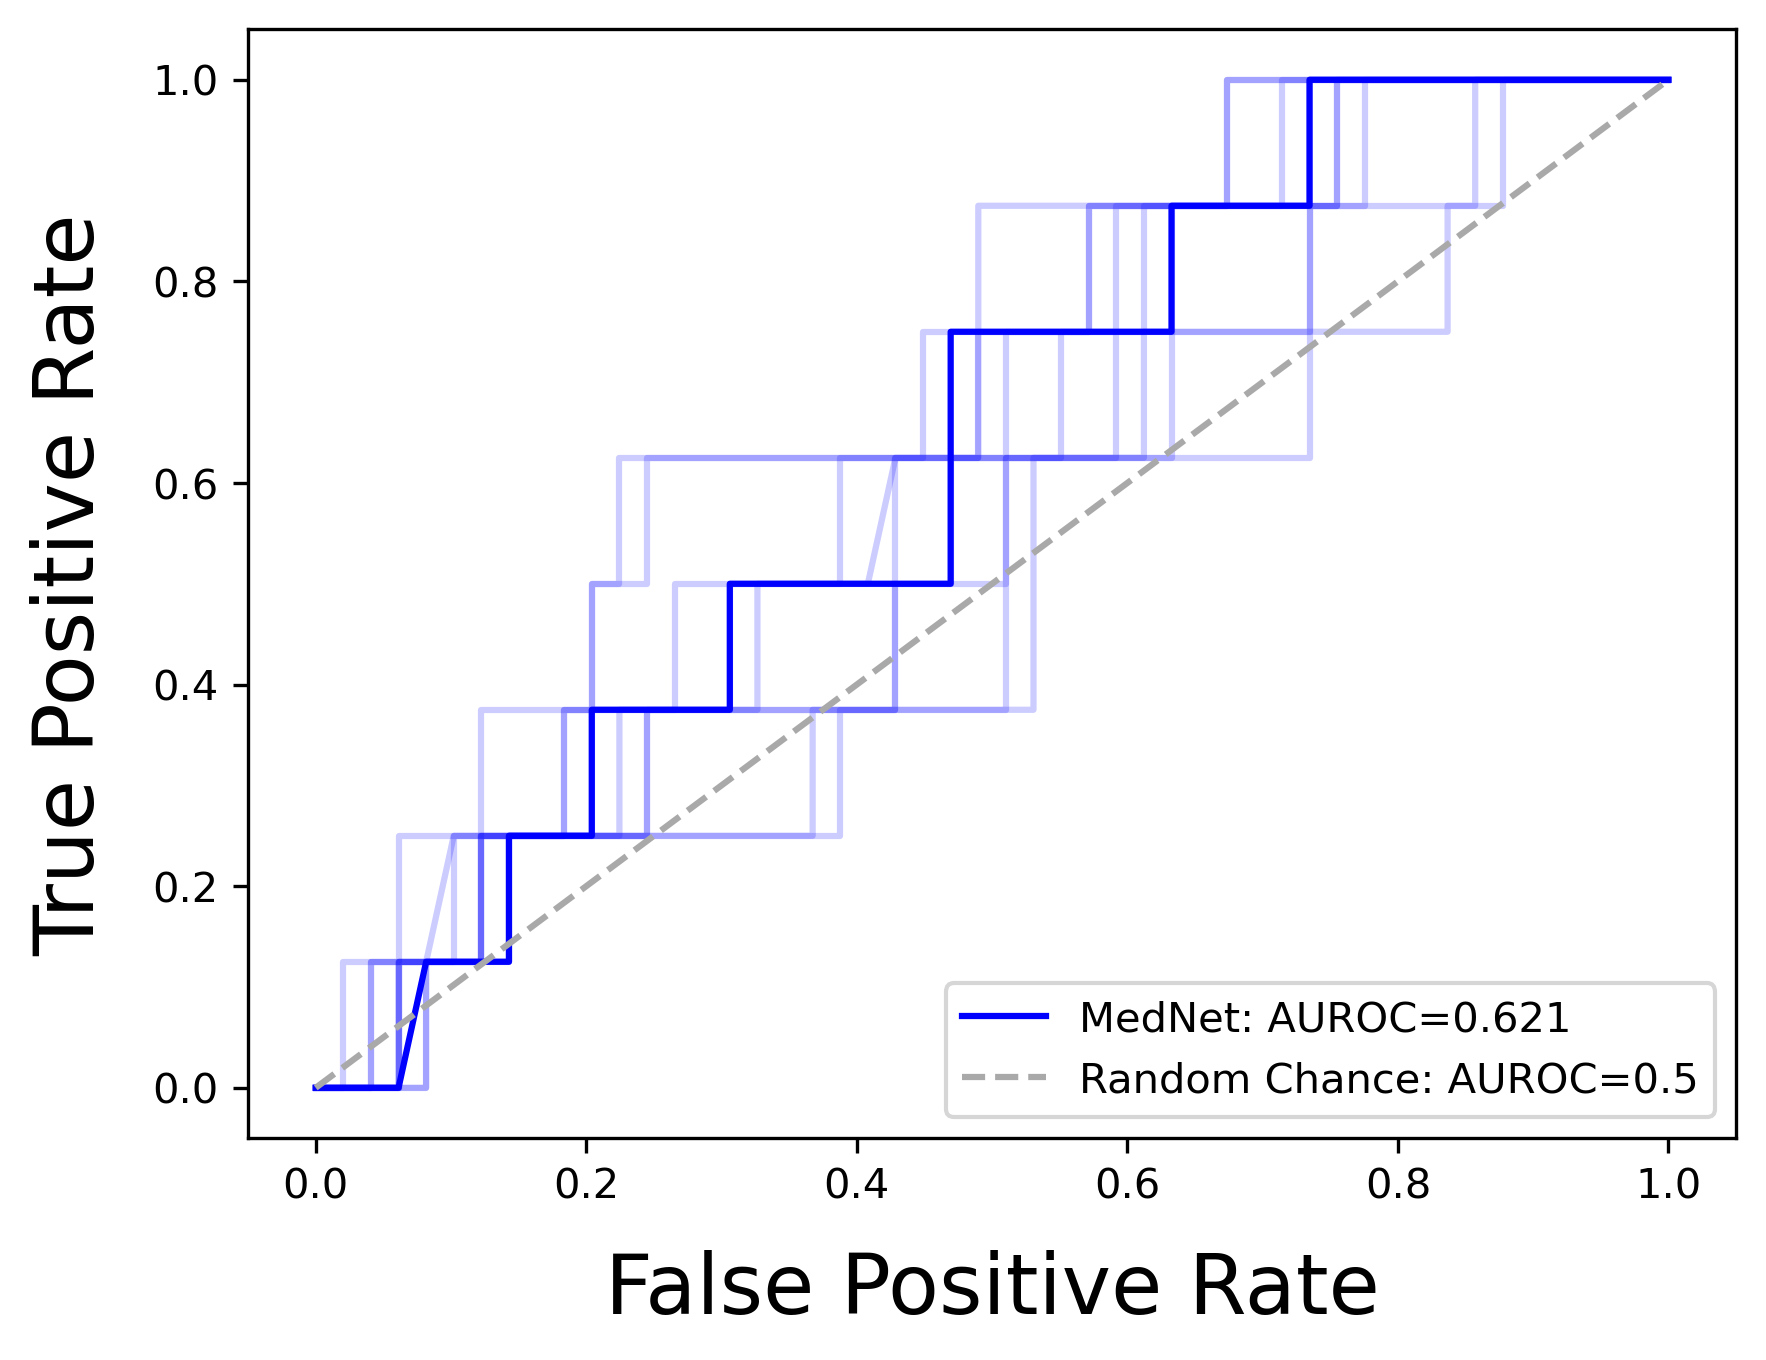 True Positive Rate
1.0
0.8
0.6
0.4
0.2
0.0
MedNet: AUROC=0.621
Random Chance: AUROC=0.5
0.0 0.2 0.4 0.6 0.8 1.0
False Positive Rate